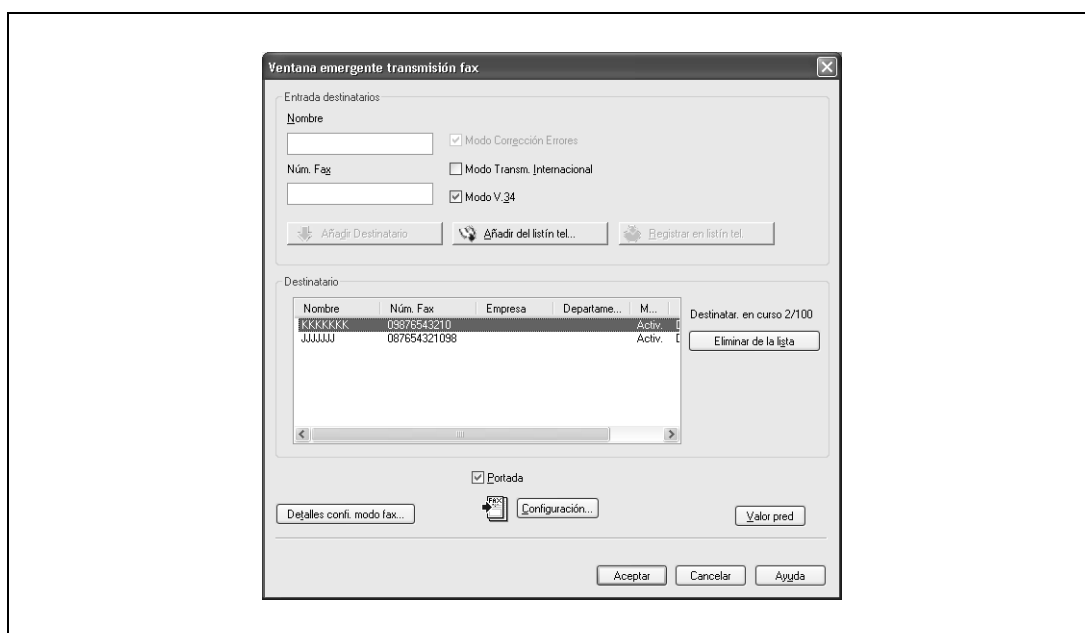 Ventana emergente transmisión fax
Entrada destinatarios
Nombre
Modo Corrección Errores
Núm. Fax
Modo Transm. Internacional
Modo V.34
Añadir Destinatario
Añadir del listín tel...
Registrar en listín tel.
Destinatario
Nombre Núm. Fax Empresa Departame... M...
KKKKKKK 09876543210 Activ. D
JJJJJJJ 087654321098 Activ.
Destinatar. en curso 2/100
Eliminar de la lista
Portada
FAX
Detalles confi. modo fax...
Configuración...
Valor pred
Aceptar Cancelar Ayuda